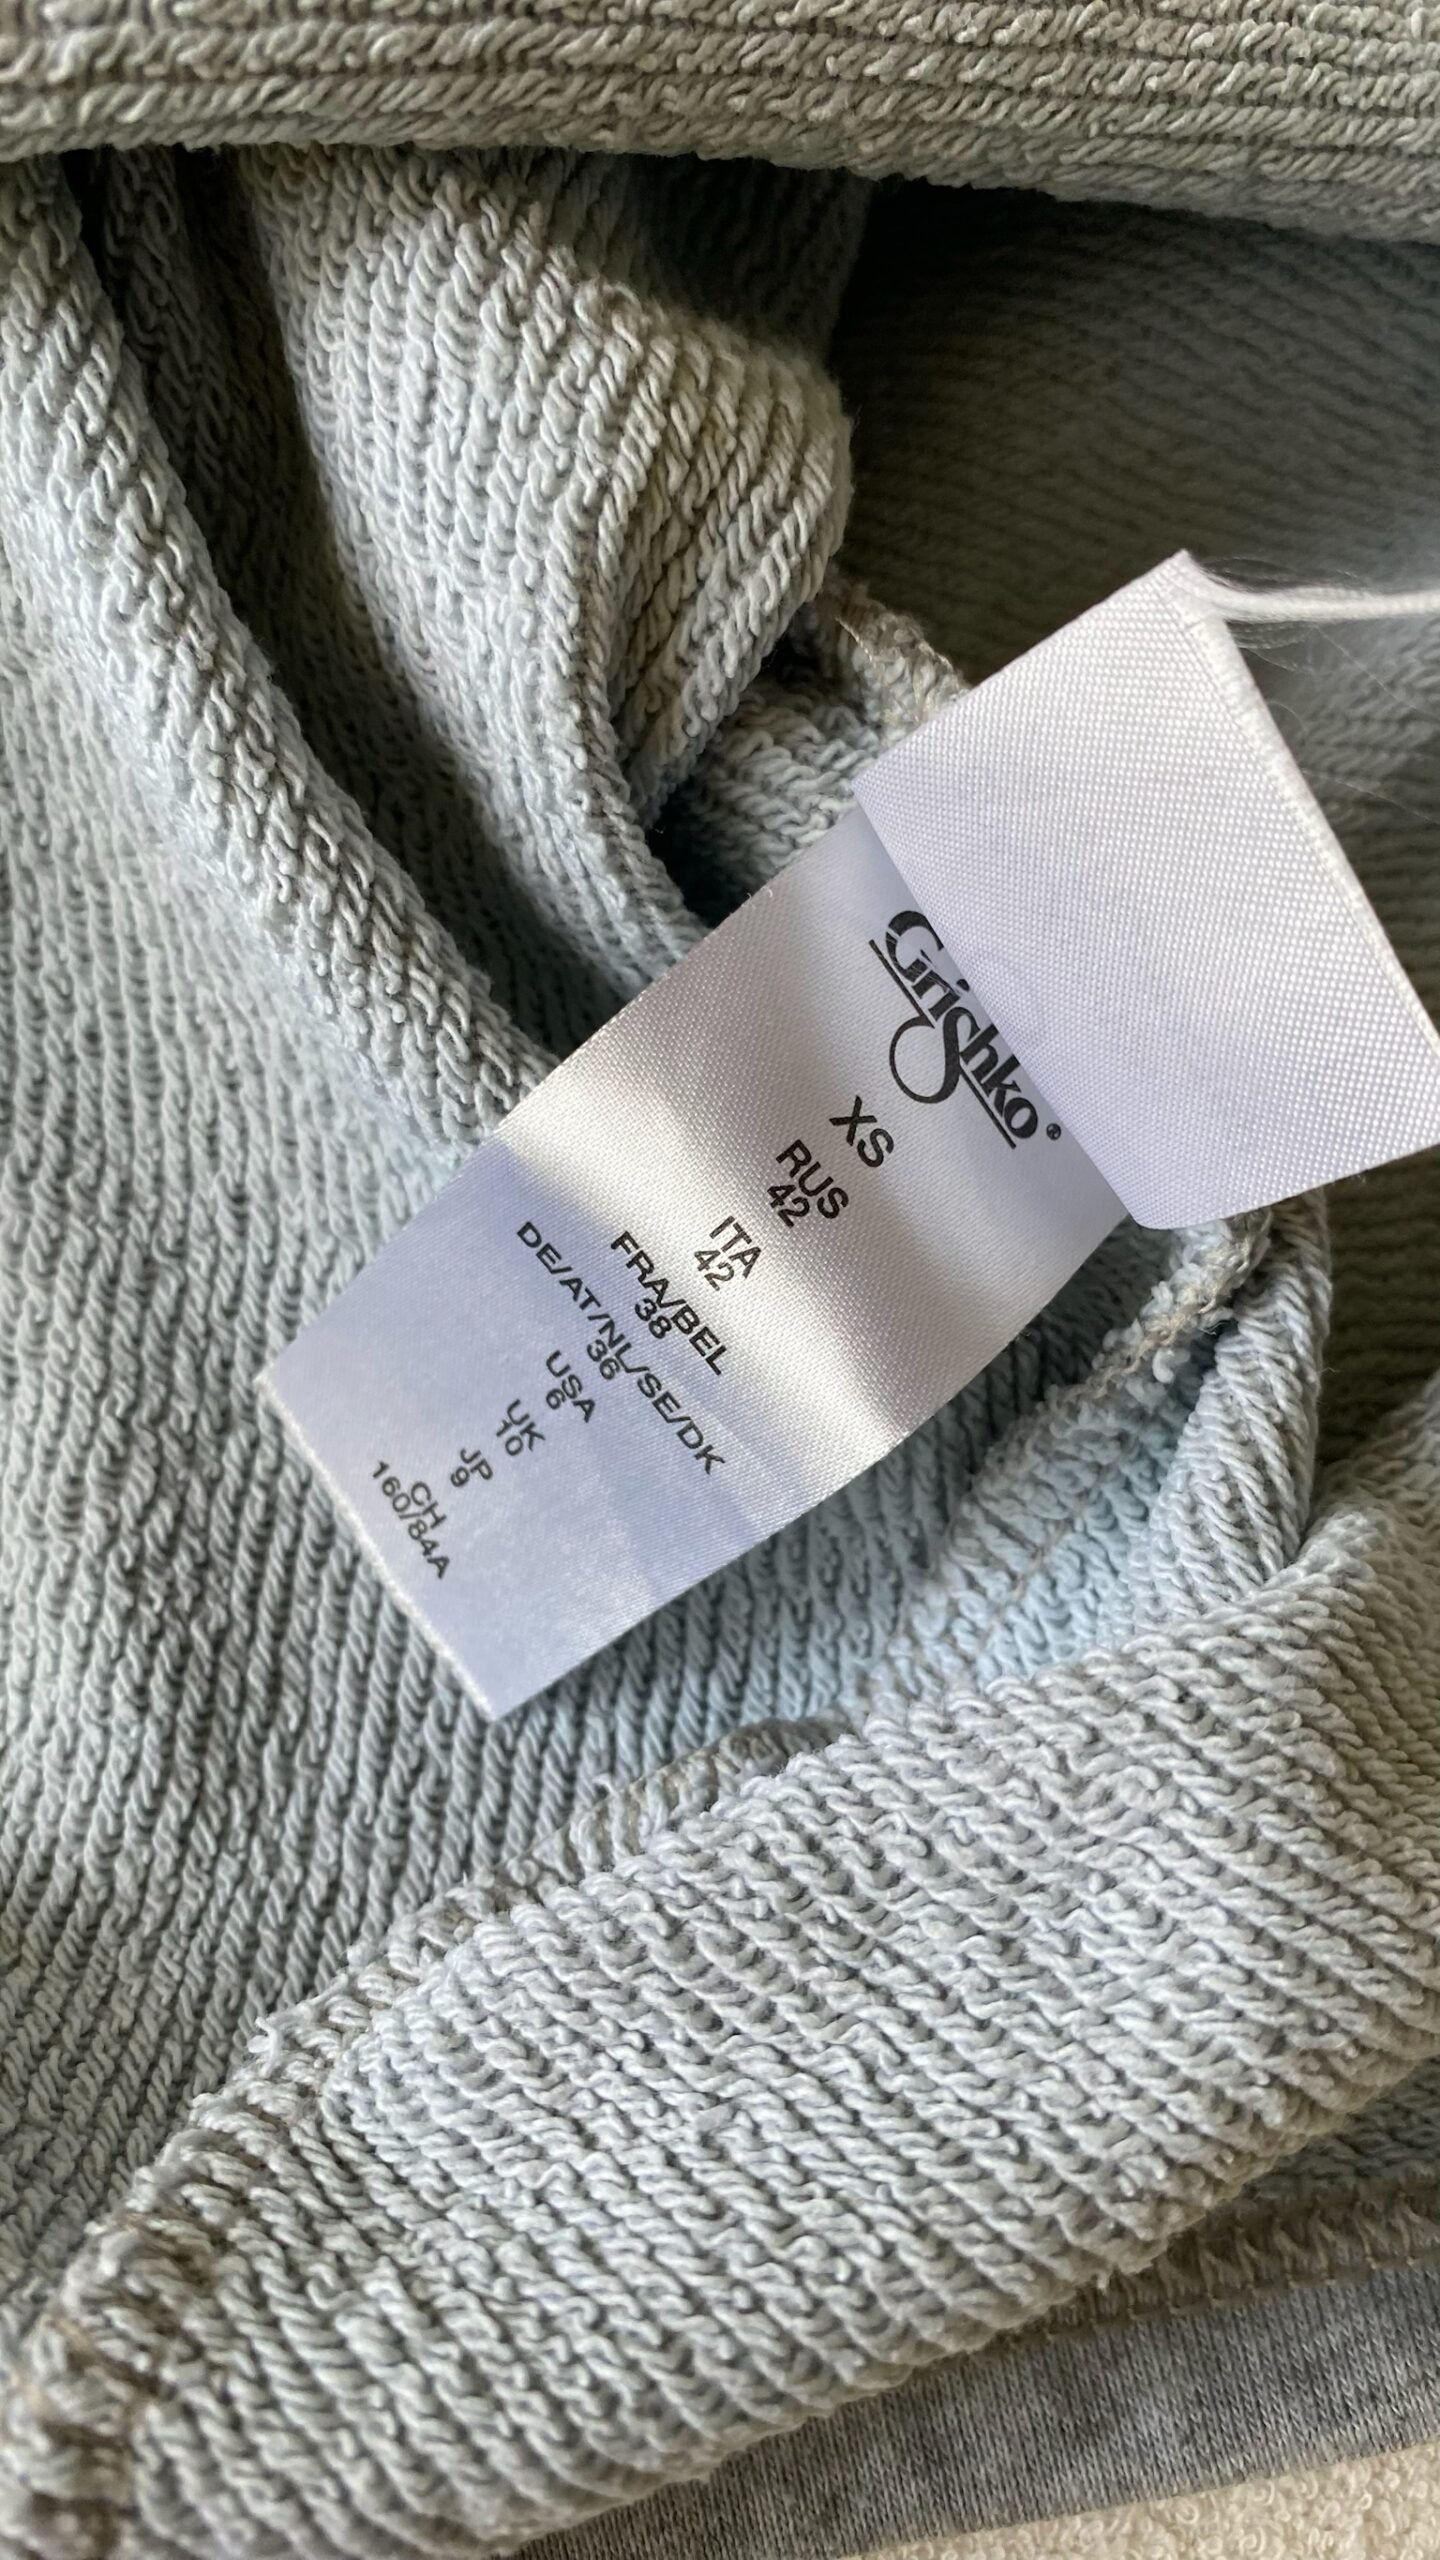 Grishko®
XS
RUS
42
ITA
42
FRA/BEL
38
DE/AT/NL/SE/DK
36
USA
6
UK
10
JP
9
CH
160/84A